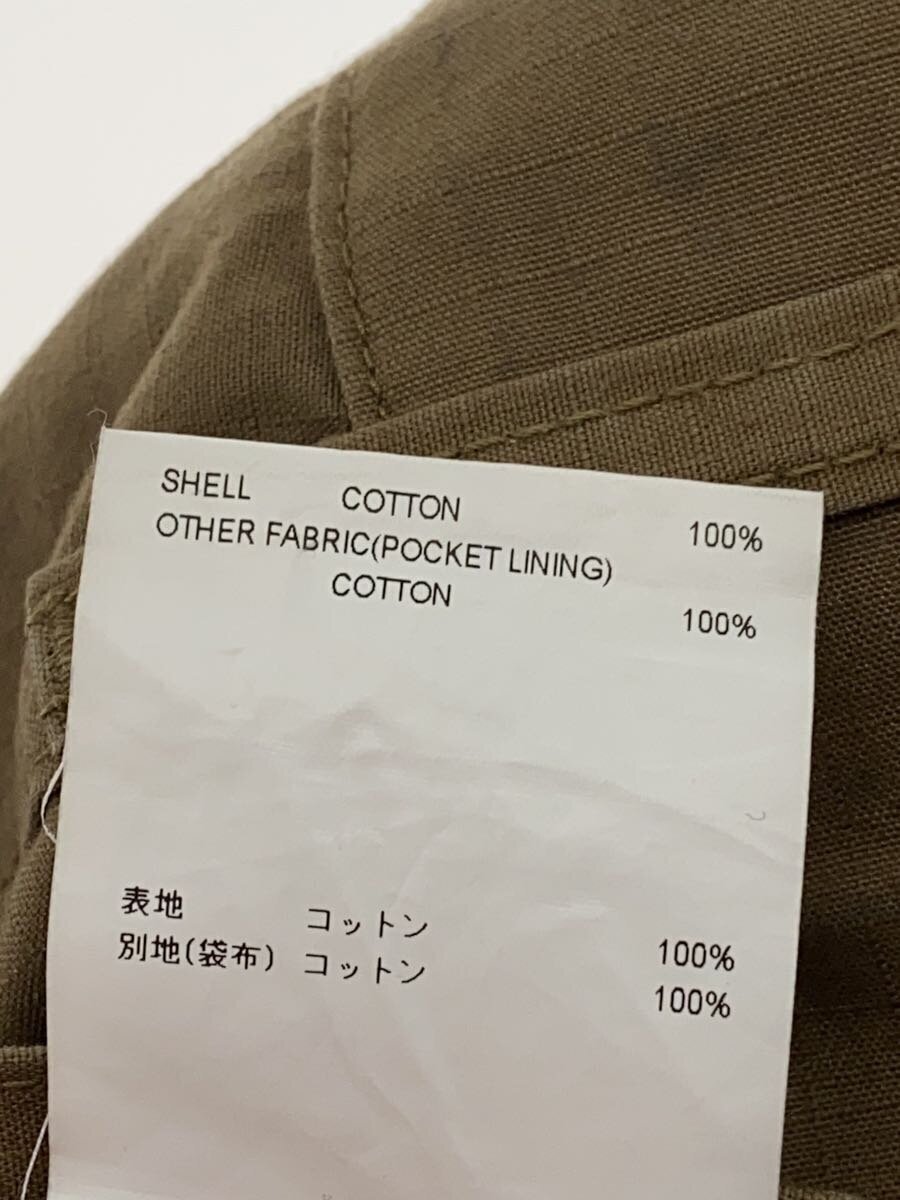 SHELL COTTON 100%
OTHER FABRIC(POCKET LINING)
COTTON 100%
表地 コットン 100%
別地(袋布) コットン 100%